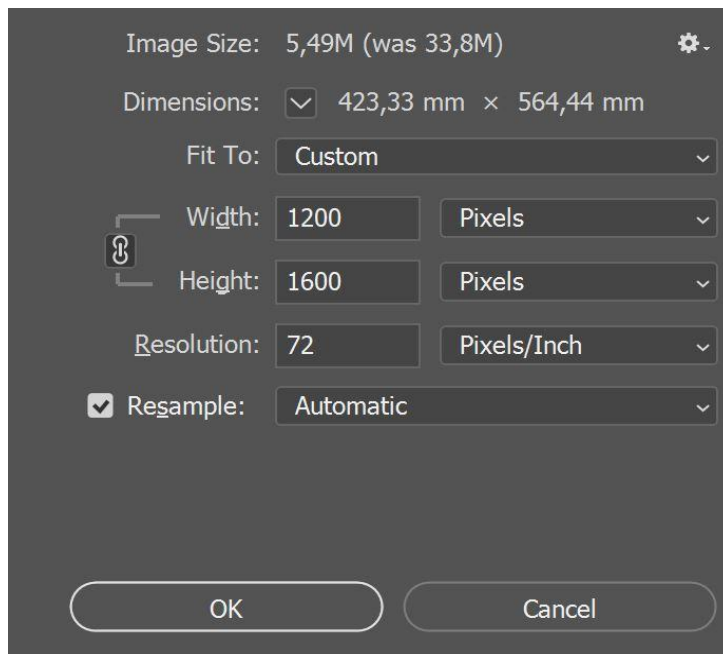 Image Size: 5,49M (was 33,8M)
Dimensions: 423,33 mm × 564,44 mm
Fit To: Custom
Width: 1200 Pixels
Height: 1600 Pixels
Resolution: 72 Pixels/Inch
Resample: Automatic
OK Cancel